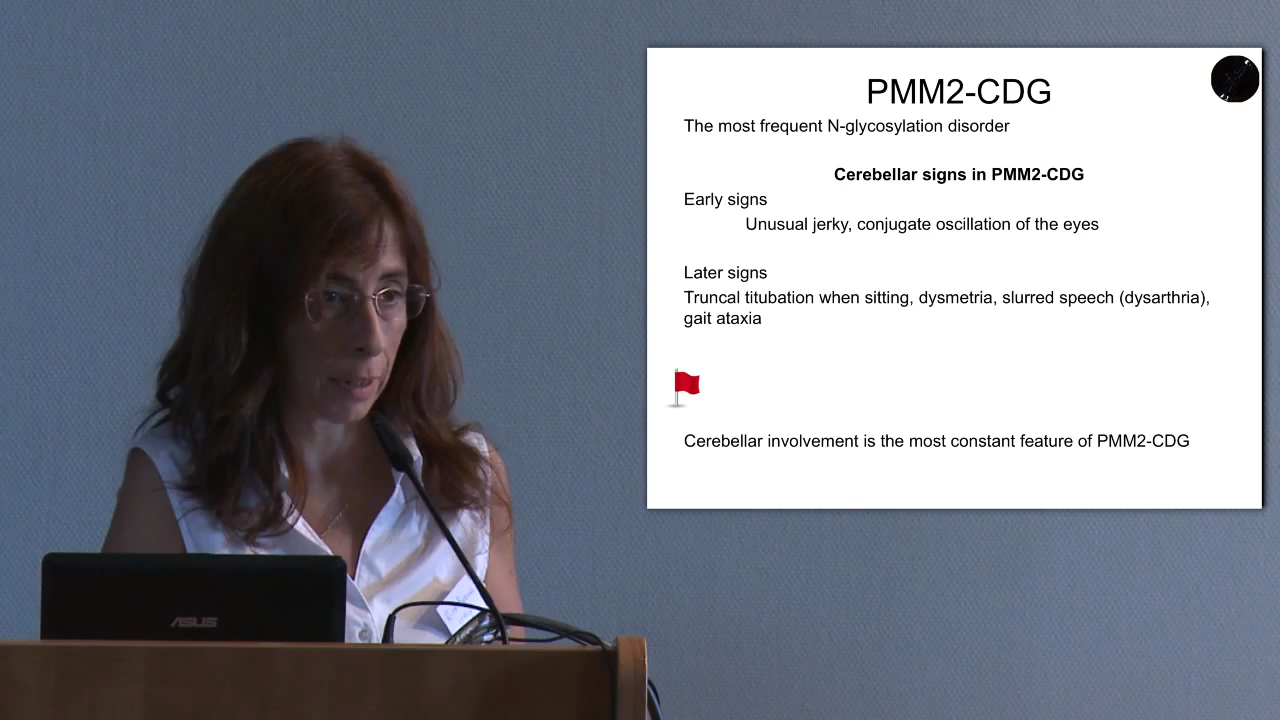 PMM2-CDG
The most frequent N-glycosylation disorder
Cerebellar signs in PMM2-CDG
Early signs
Unusual jerky, conjugate oscillation of the eyes
Later signs
Truncal titubation when sitting, dysmetria, slurred speech (dysarthria),
gait ataxia
Cerebellar involvement is the most constant feature of PMM2-CDG
ASUS